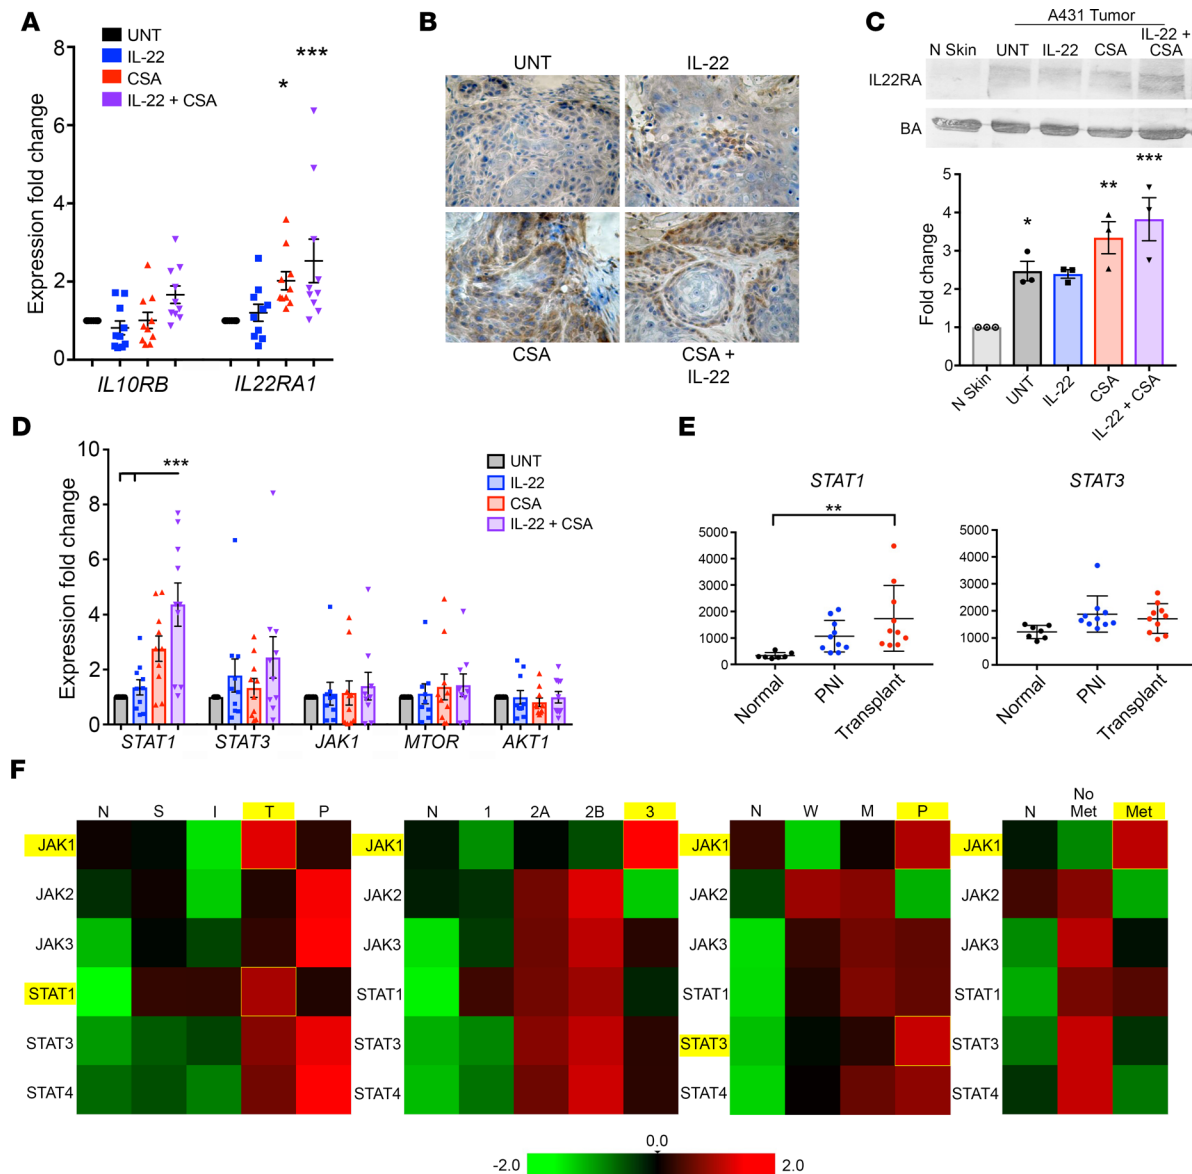 A
UNT
IL-22
CSA
IL-22 + CSA
Expression fold change
8
6
4
2
0
*
***
IL10RB
IL22RA1
B
UNT
IL-22
CSA
CSA +
IL-22
C
A431 Tumor
N Skin
UNT
IL-22
CSA
IL-22 +
CSA
IL22RA
BA
Fold change
5
4
3
2
1
0
*
**
***
N Skin
UNT
IL-22
CSA
IL-22 + CSA
D
Expression fold change
10
8
6
4
2
0
***
UNT
IL-22
CSA
IL-22 + CSA
STAT1
STAT3
JAK1
MTOR
AKT1
E
STAT1
**
5000
4000
3000
2000
1000
0
Normal
PNI
Transplant
STAT3
5000
4000
3000
2000
1000
0
Normal
PNI
Transplant
F
N S I T P
JAK1
JAK2
JAK3
STAT1
STAT3
STAT4
N 1 2A 2B 3
JAK1
JAK2
JAK3
STAT1
STAT3
STAT4
N W M P
JAK1
JAK2
JAK3
STAT1
STAT3
STAT4
N No Met Met
JAK1
JAK2
JAK3
STAT1
STAT3
STAT4
0.0
-2.0 2.0